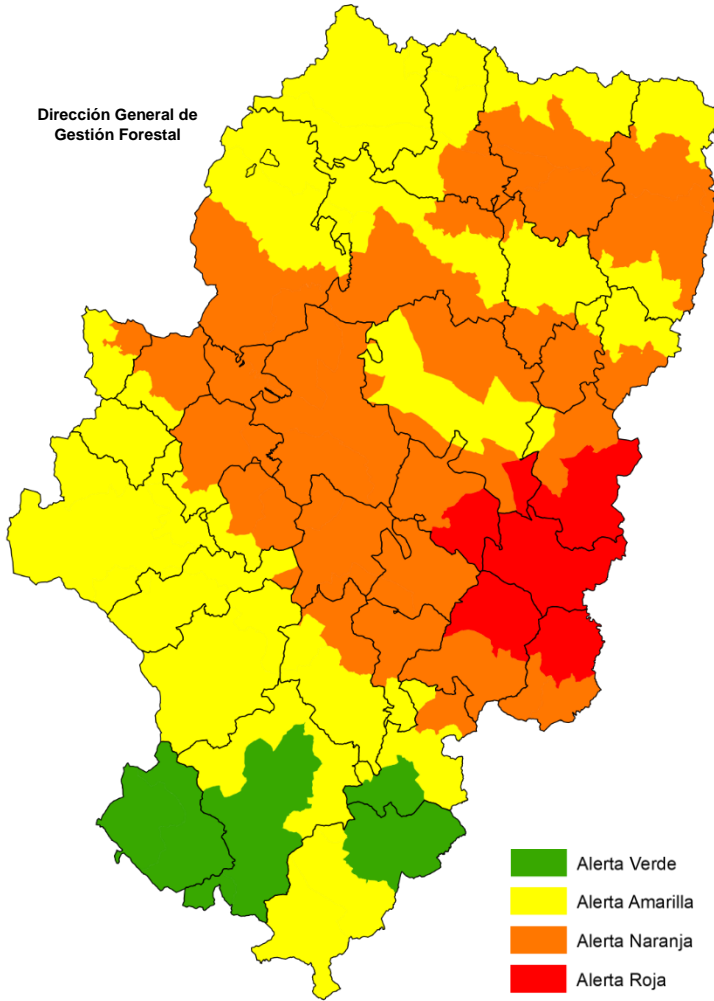 Dirección General de
Gestión Forestal
Alerta Verde
Alerta Amarilla
Alerta Naranja
Alerta Roja